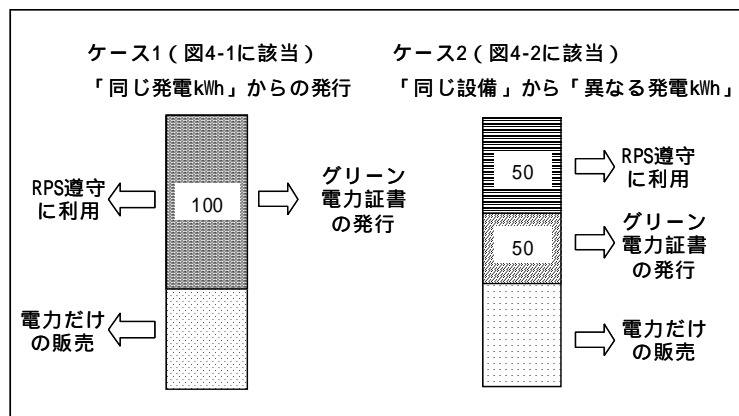 ケース1(図4-1に該当)
「同じ発電kWh」からの発行
RPS遵守
に利用
100
グリーン
電力証書
の発行
電力だけ
の販売
ケース2(図4-2に該当)
「同じ設備」から「異なる発電kWh」
50
RPS遵守
に利用
50
グリーン
電力証書
の発行
電力だけ
の販売